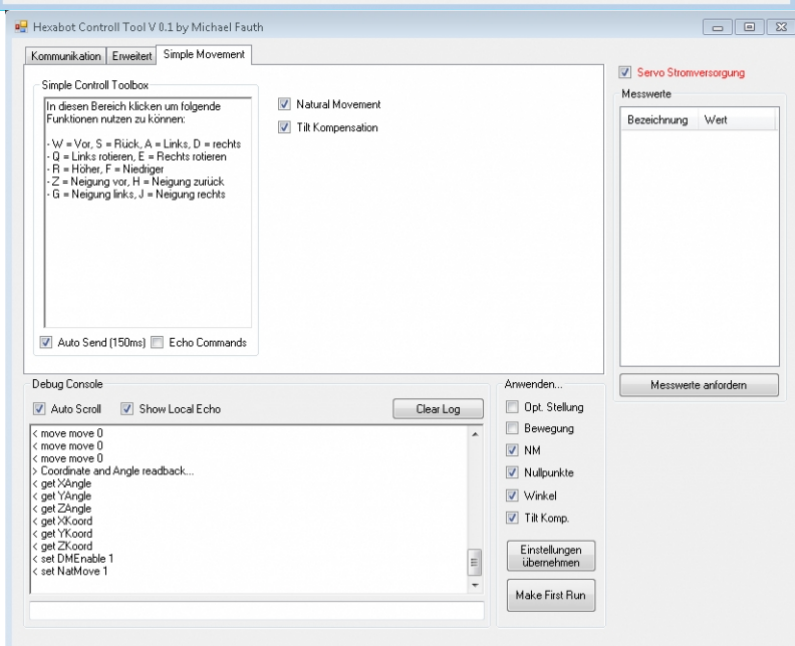 Hexabot Controll Tool V 0.1 by Michael Fauth
Kommunikation
Erweitert
Simple Movement
Simple Controll Toolbox
In diesen Bereich klicken um folgende
Funktionen nutzen zu können:
- W = Vor, S = Rück, A = Links, D = rechts
- Q = Links rotieren, E = Rechts rotieren
- R = Höher, F = Niedriger
- Z = Neigung vor, H = Neigung zurück
- G = Neigung links, J = Neigung rechts
Auto Send (150ms)
Echo Commands
Natural Movement
Tilt Kompensation
Servo Stromversorgung
Messwerte
Bezeichnung
Wert
Messwerte anfordern
Debug Console
Auto Scroll
Show Local Echo
Clear Log
< move move 0
< move move 0
< move move 0
> Coordinate and Angle readback...
< get XAngle
< get YAngle
< get ZAngle
< get XKoord
< get YKoord
< get ZKoord
< set DMEnable 1
< set NatMove 1
Anwenden...
Opt. Stellung
Bewegung
NM
Nullpunkte
Winkel
Tilt Komp.
Einstellungen
übernehmen
Make First Run